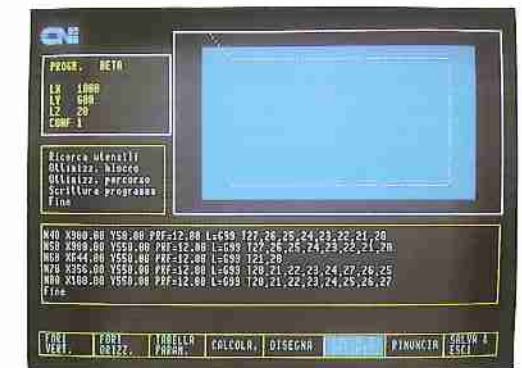 CNI
PROGR. BETA
LX 1000
LY 600
LZ 20
CONF 1
Ricerca utensili
Ottimizz. blocco
Ottimizz. percorso
Scrittura programma
Fine
N40 X900.00 Y50.00 PRF=12.00 L=G99 T27,26,25,24,23,22,21,20
N50 X900.00 Y550.00 PRF=12.00 L=G99 T27,26,25,24,23,22,21,20
N60 X644.00 Y550.00 PRF=12.00 L=G99 T21,20
N70 X356.00 Y550.00 PRF=12.00 L=G99 T20,21,22,23,24,27,26,25
N80 X100.00 Y550.00 PRF=12.00 L=G99 T20,21,22,23,24,25,26,27
Fine
FORI VERT.
FORI ORIZZ.
TABELLA PARAM.
CALCOLA.
DISEGNA
RINUNCIA
SALVA & ESCI